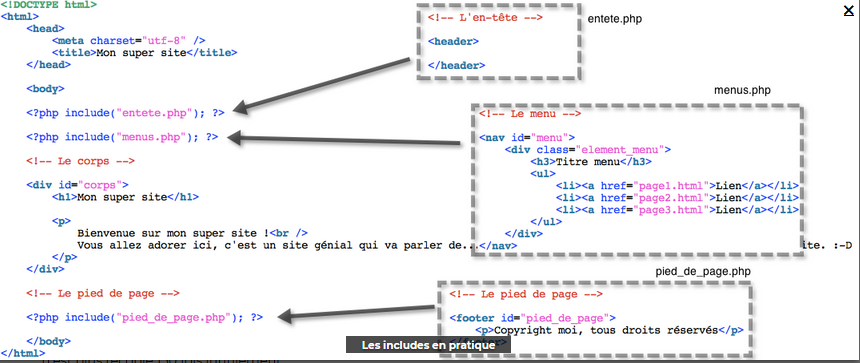 <!DOCTYPE html>
<html>
<head>
<meta charset="utf-8" />
<title>Mon super site</title>
</head>
<body>
<?php include("entete.php"); ?>
<?php include("menus.php"); ?>
<!-- Le corps -->
<div id="corps">
<h1>Mon super site</h1>
<p>
Bienvenue sur mon super site !<br />
Vous allez adorer ici, c'est un site génial qui va parler de... ite. :-D
</p>
</div>
<!-- Le pied de page -->
<?php include("pied_de_page.php"); ?>
</body>
</html>
entete.php
<!-- L'en-tête -->
<header>
</header>
menus.php
<!-- Le menu -->
<nav id="menu">
<div class="element_menu">
<h3>Titre menu</h3>
<ul>
<li><a href="page1.html">Lien</a></li>
<li><a href="page2.html">Lien</a></li>
<li><a href="page3.html">Lien</a></li>
</ul>
</div>
</nav>
pied_de_page.php
<!-- Le pied de page -->
<footer id="pied_de_page">
<p>Copyright moi, tous droits réservés</p>
Les includes en pratique